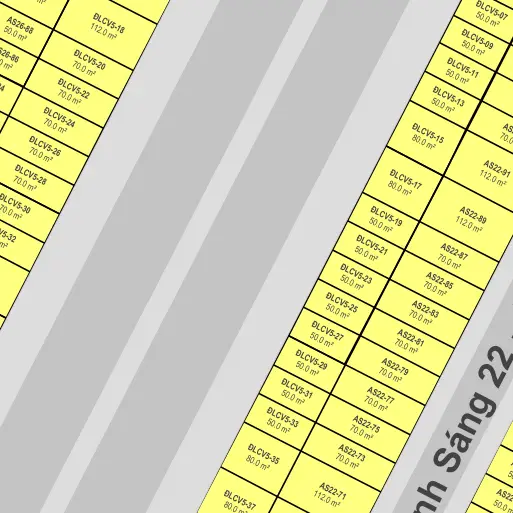 AS26-88
50.0 m²
ĐLCV5-18
112.0 m²
ĐLCV5-20
70.0 m²
ĐLCV5-22
70.0 m²
ĐLCV5-24
70.0 m²
ĐLCV5-26
70.0 m²
ĐLCV5-28
70.0 m²
ĐLCV5-30
70.0 m²
ĐLCV5-07
50.0 m²
ĐLCV5-09
50.0 m²
ĐLCV5-11
50.0 m²
ĐLCV5-13
50.0 m²
ĐLCV5-15
80.0 m²
ĐLCV5-17
80.0 m²
ĐLCV5-19
50.0 m²
ĐLCV5-21
50.0 m²
ĐLCV5-23
50.0 m²
ĐLCV5-25
50.0 m²
ĐLCV5-27
50.0 m²
ĐLCV5-29
50.0 m²
ĐLCV5-31
50.0 m²
ĐLCV5-33
50.0 m²
ĐLCV5-35
80.0 m²
ĐLCV5-37
80.0 m²
AS22-91
112.0 m²
AS22-89
112.0 m²
AS22-87
70.0 m²
AS22-85
70.0 m²
AS22-83
70.0 m²
AS22-81
70.0 m²
AS22-79
70.0 m²
AS22-77
70.0 m²
AS22-75
70.0 m²
AS22-73
70.0 m²
AS22-71
112.0 m²
nh Sáng 22